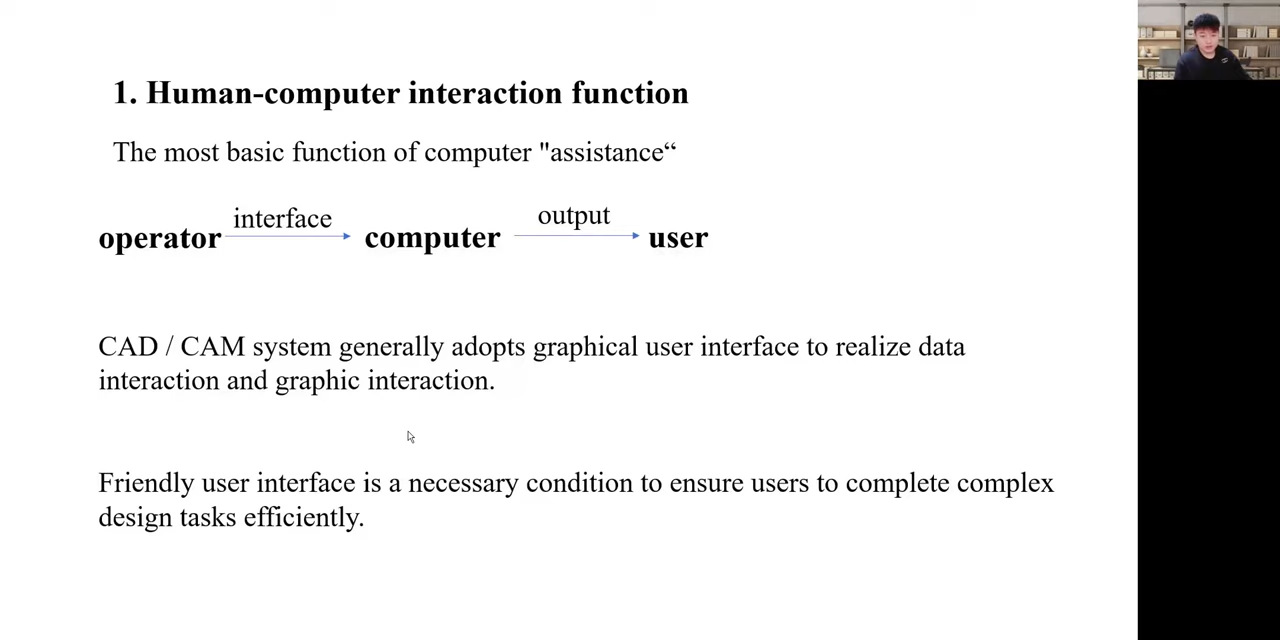 1. Human-computer interaction function
The most basic function of computer "assistance“
interface
output
operator
computer
user
CAD / CAM system generally adopts graphical user interface to realize data
interaction and graphic interaction.
Friendly user interface is a necessary condition to ensure users to complete complex
design tasks efficiently.